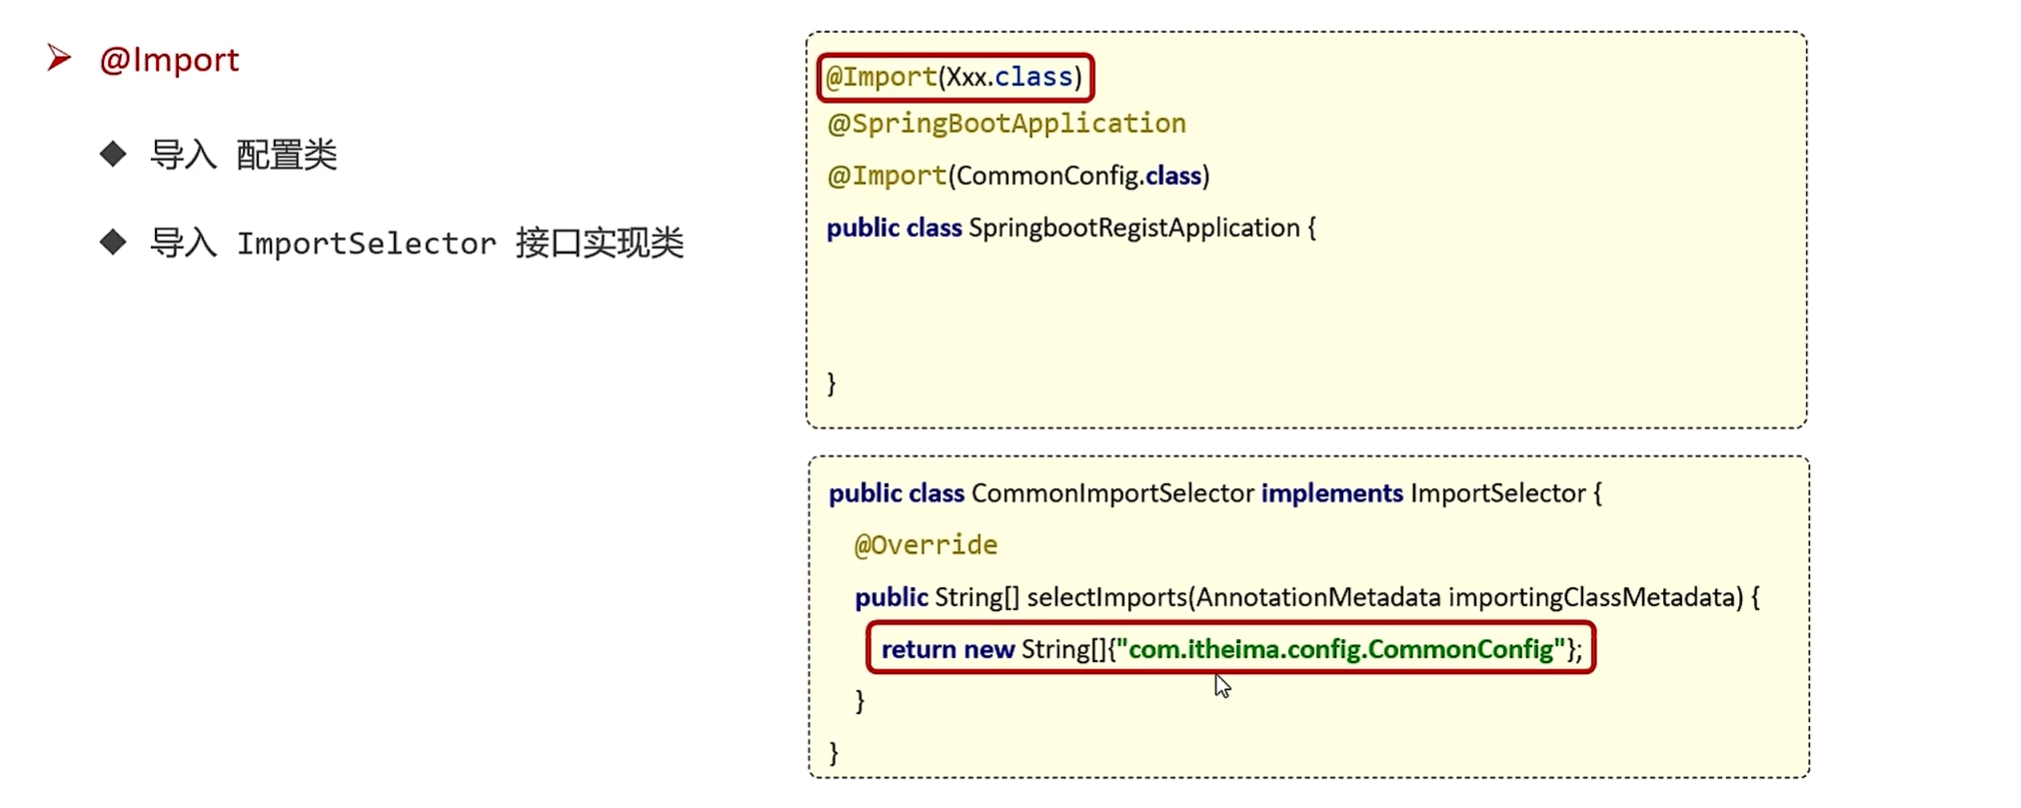 @Import
导入 配置类
导入 ImportSelector 接口实现类
@Import(Xxx.class)
@SpringBootApplication
@Import(CommonConfig.class)
public class SpringbootRegistApplication {
}
public class CommonImportSelector implements ImportSelector {
@Override
public String[] selectImports(AnnotationMetadata importingClassMetadata) {
return new String[]{"com.itheima.config.CommonConfig"};
}
}